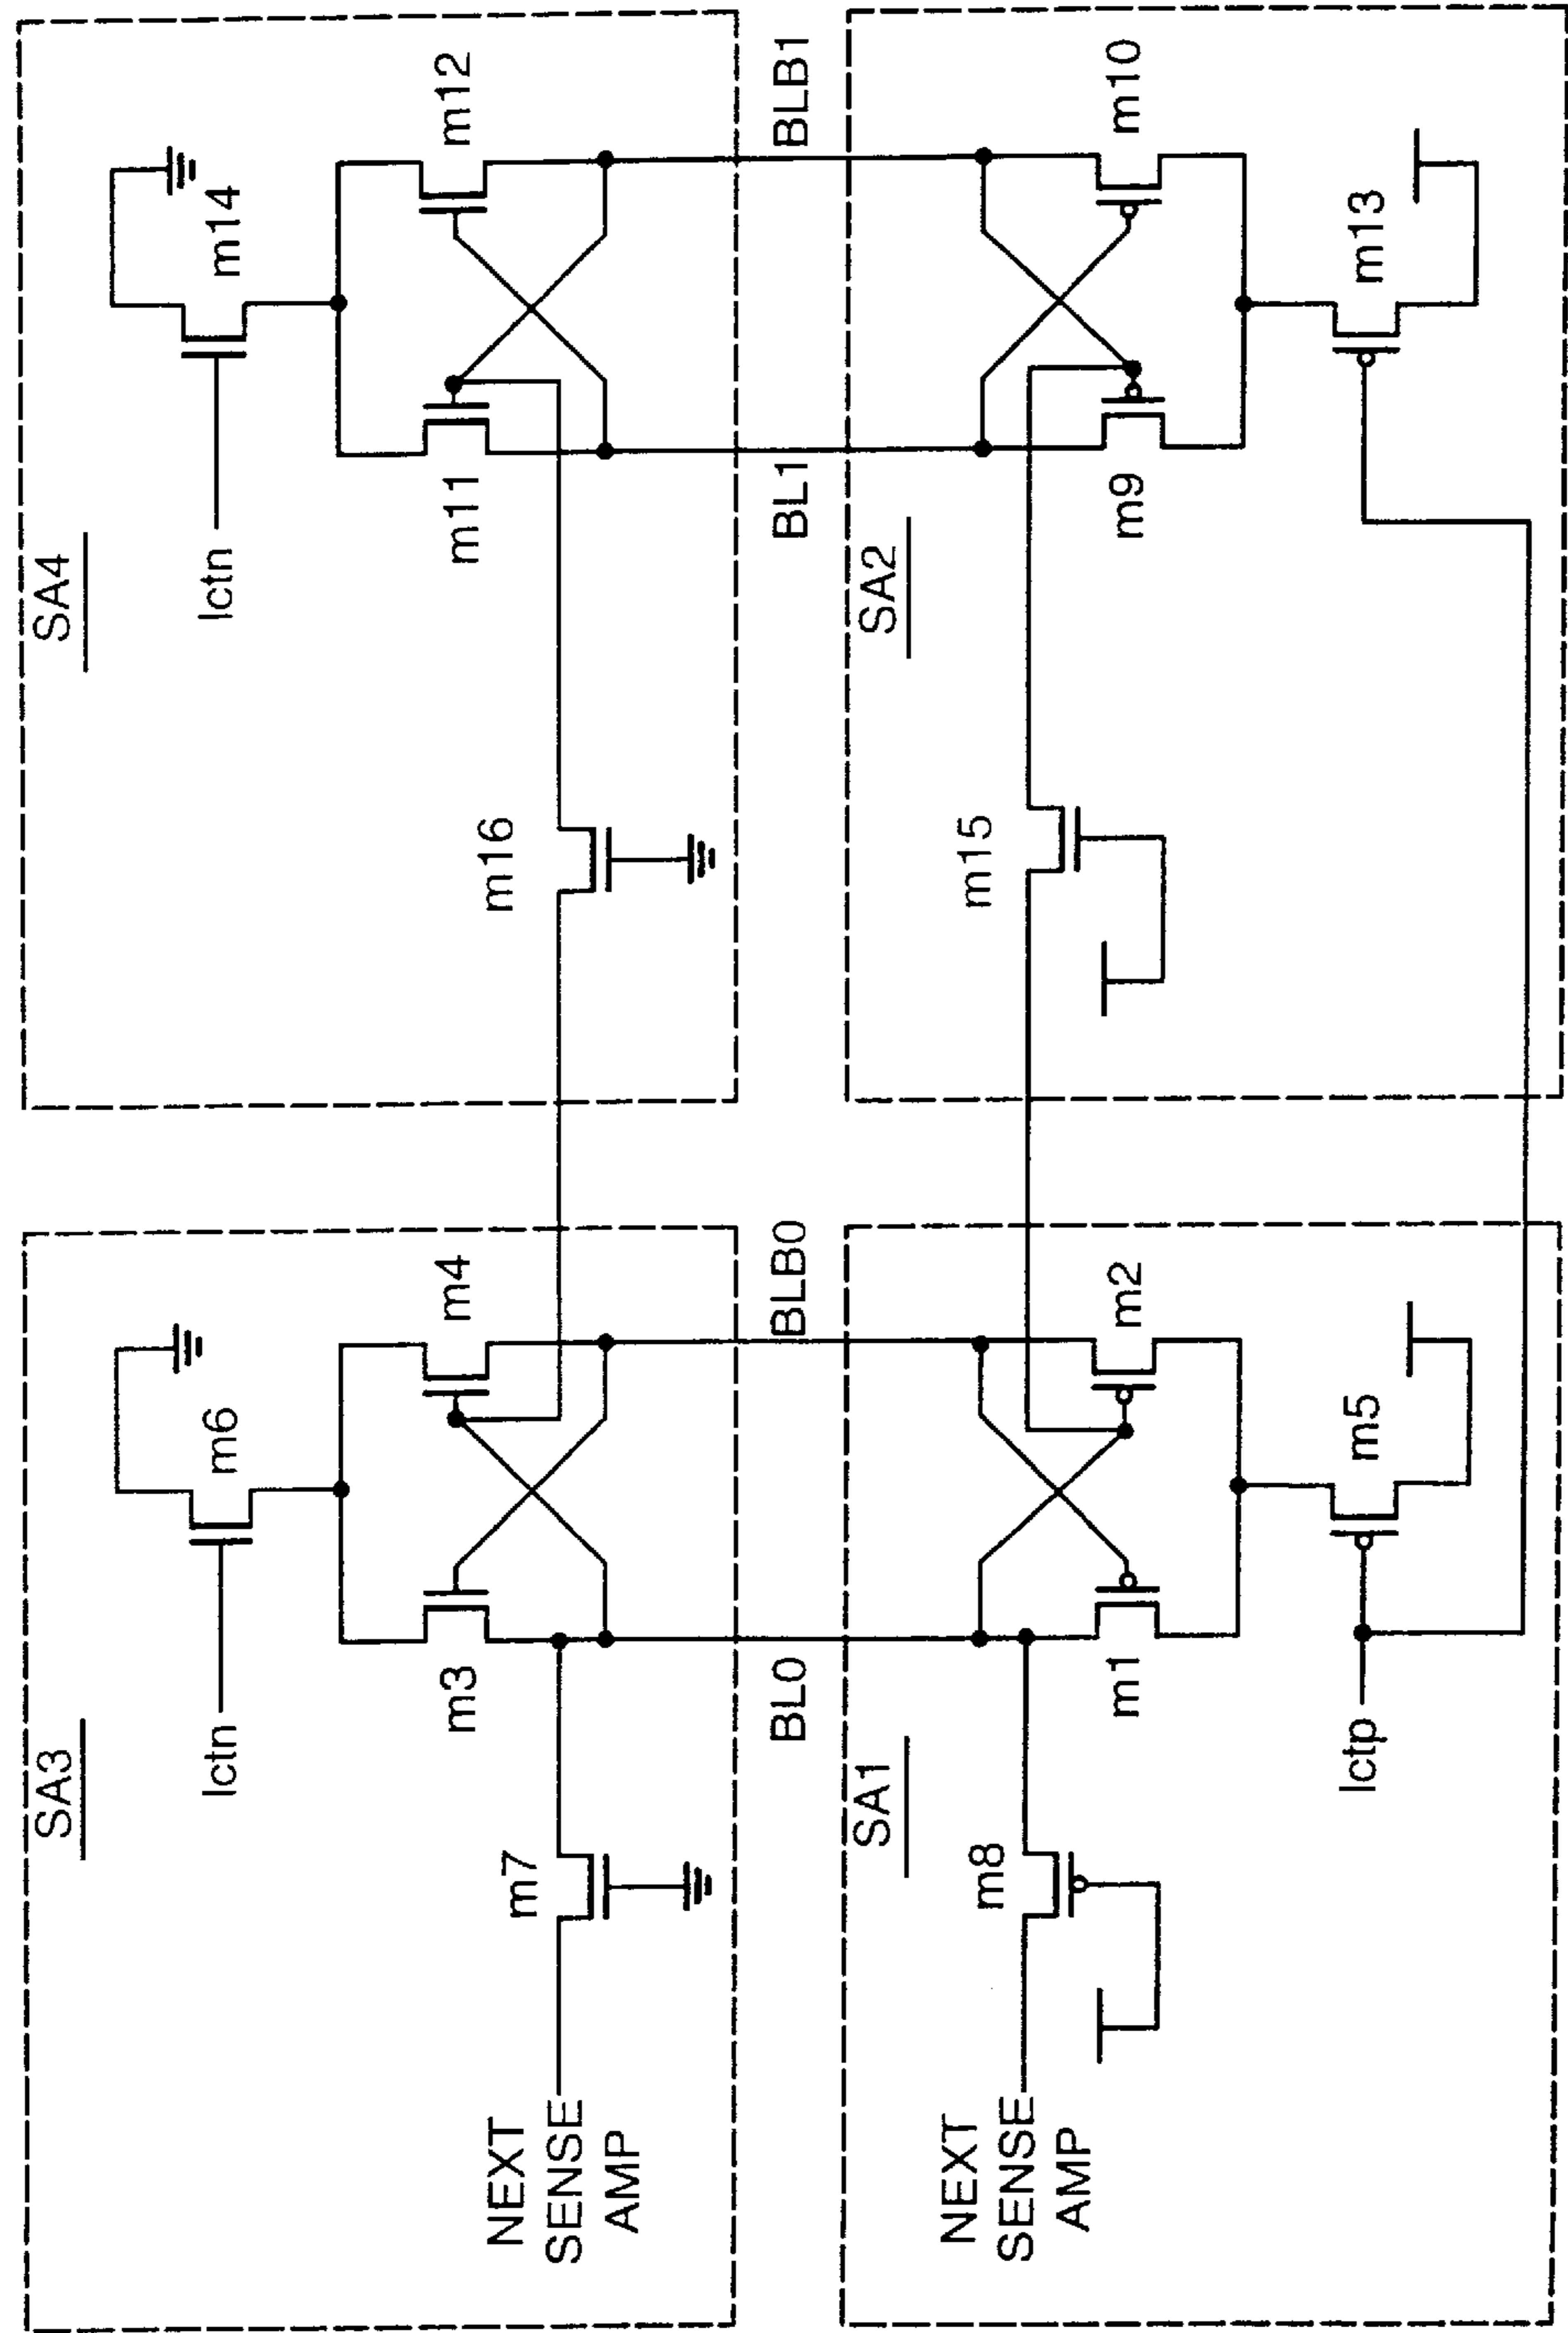 SA3
lctn
m6
m3
m4
m7
NEXT
SENSE
AMP
SA4
lctn
m14
m11
m12
m16
BL0
BLB0
BL1
BLB1
SA1
m8
NEXT
SENSE
AMP
m1
m2
lctp
m5
SA2
m15
m9
m10
m13